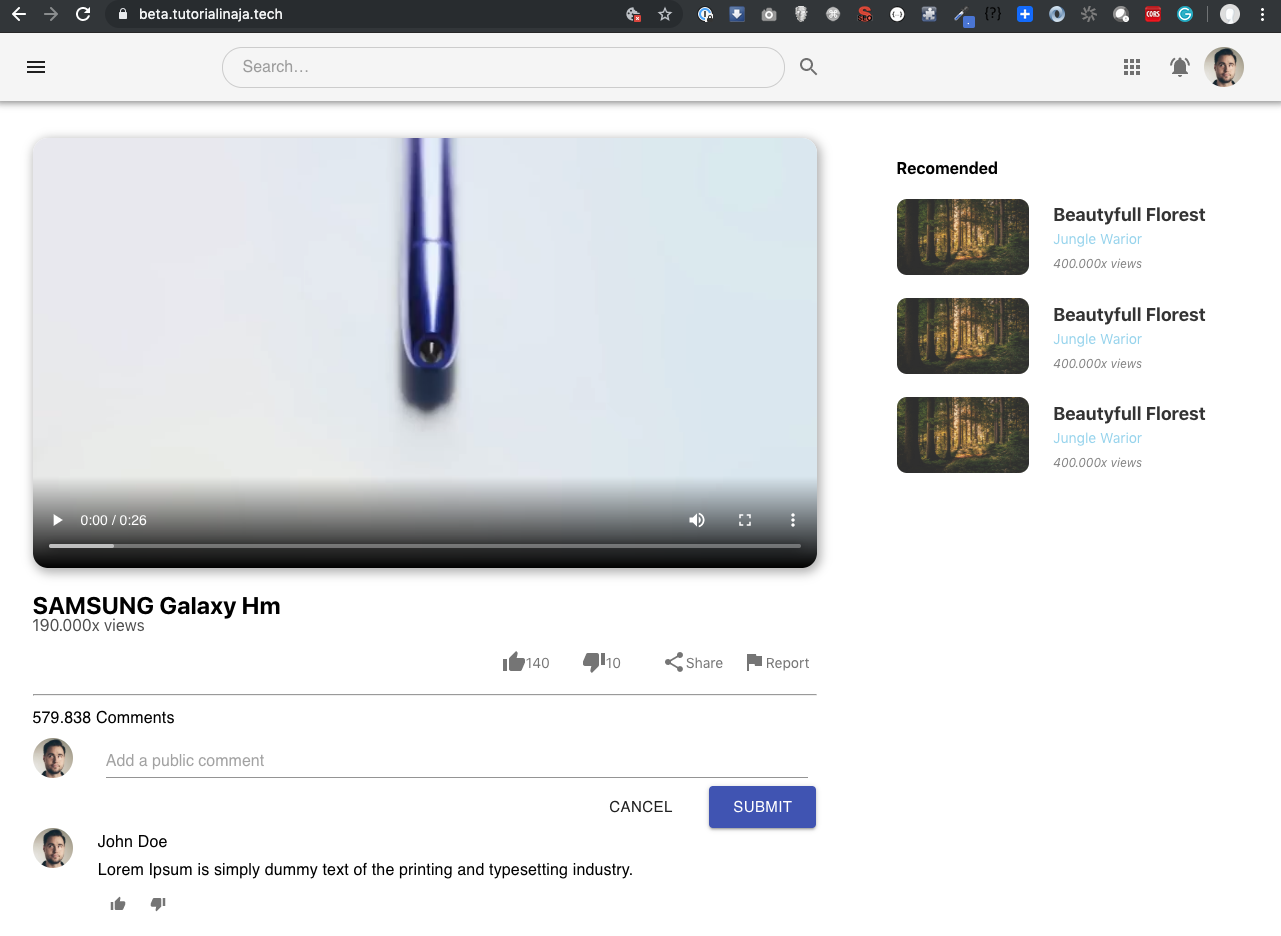 beta.tutorialinaja.tech
SEO
{?}
CORS
Search…
0:00 / 0:26
SAMSUNG Galaxy Hm
190.000x views
140
10
Share
Report
579.838 Comments
Add a public comment
CANCEL
SUBMIT
John Doe
Lorem Ipsum is simply dummy text of the printing and typesetting industry.
Recomended
Beautyfull Florest
Jungle Warior
400.000x views
Beautyfull Florest
Jungle Warior
400.000x views
Beautyfull Florest
Jungle Warior
400.000x views